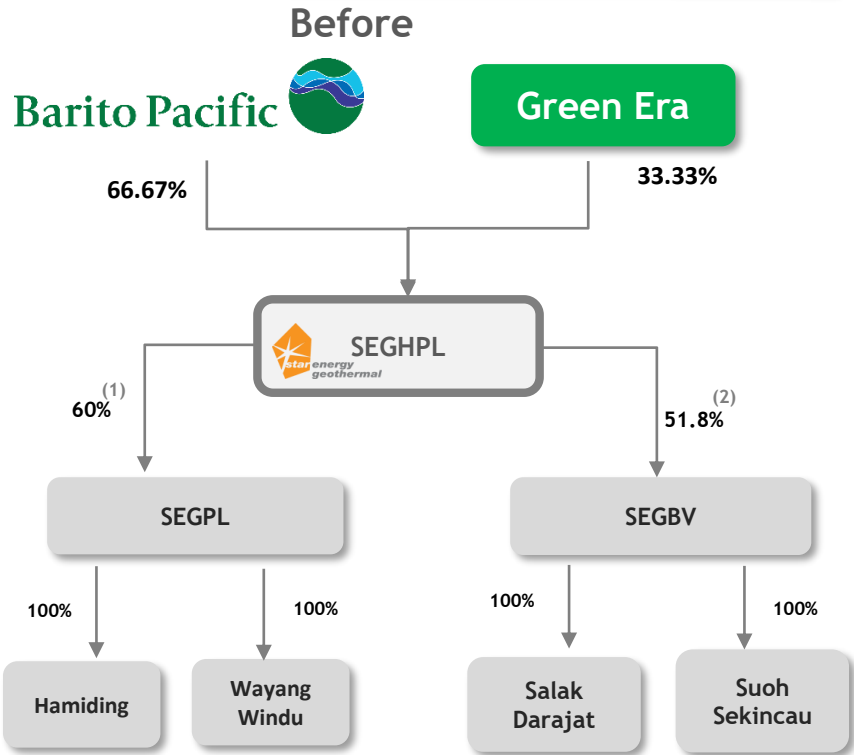 Before
Barito Pacific
Green Era
66.67%
33.33%
SEGHPL
star energy
geothermal
60% (1)
51.8% (2)
SEGPL
SEGBV
100%
100%
100%
100%
Hamiding
Wayang
Windu
Salak
Darajat
Suoh
Sekincau